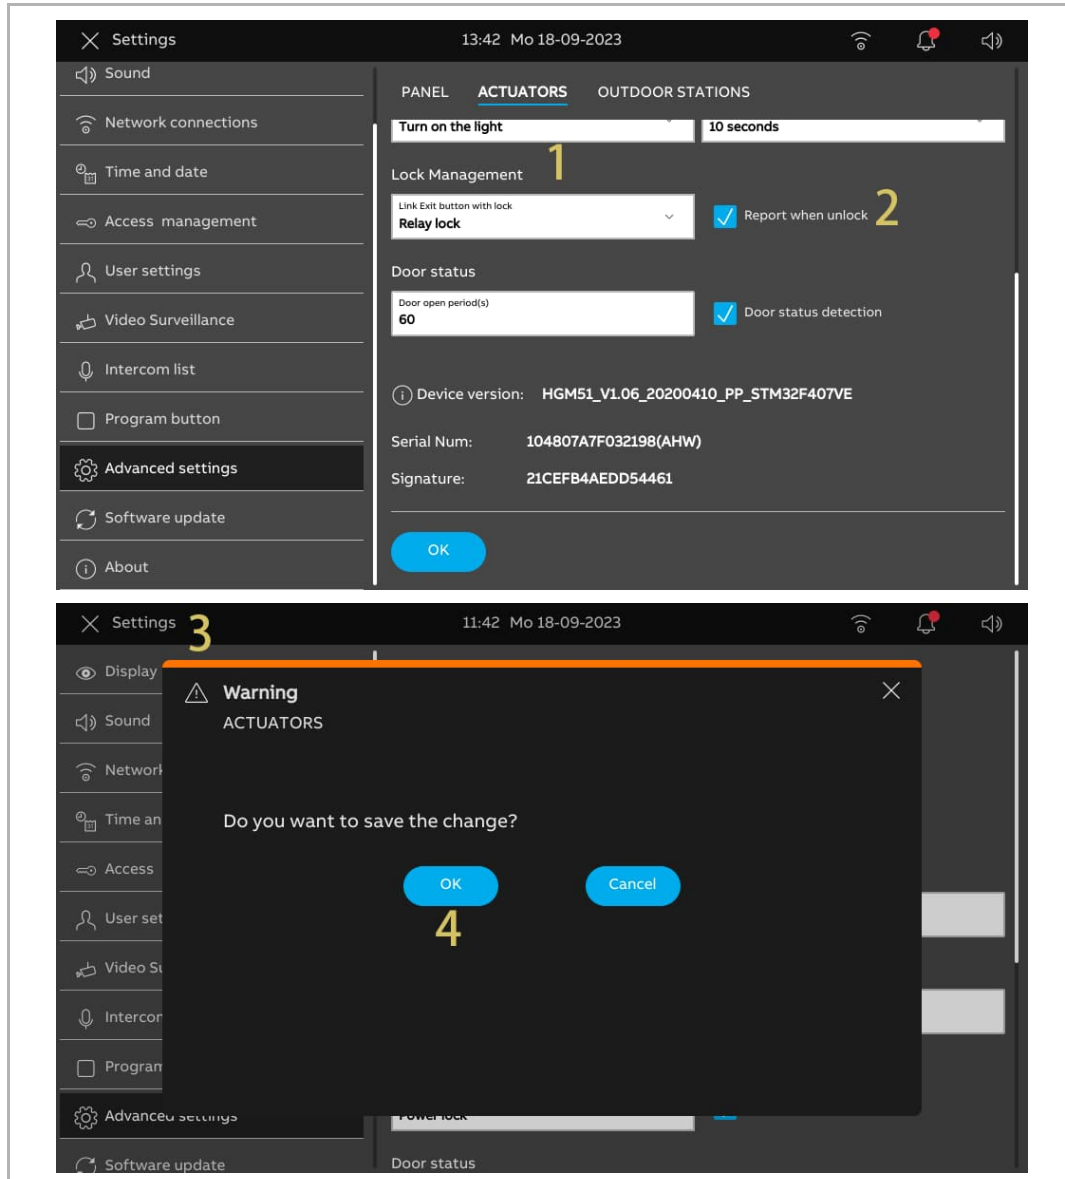 Settings
13:42 Mo 18-09-2023
Sound
PANEL ACTUATORS OUTDOOR STATIONS
Network connections
Turn on the light
10 seconds
1
Time and date
Lock Management
Link Exit button with lock
Relay lock
Report when unlock 2
Access management
User settings
Door status
Door open period(s)
60
Door status detection
Video Surveillance
Intercom list
Device version: HGM51_V1.06_20200410_PP_STM32F407VE
Program button
Serial Num: 104807A7F032198(AHW)
Advanced settings
Signature: 21CEFB4AEDD54461
Software update
OK
About
Settings 3
11:42 Mo 18-09-2023
Display
Warning
ACTUATORS
Sound
Network
Time an
Do you want to save the change?
Access
OK
Cancel
4
User set
Video Su
Intercor
Program
Advanced settings
Power lock
Software update
Door status